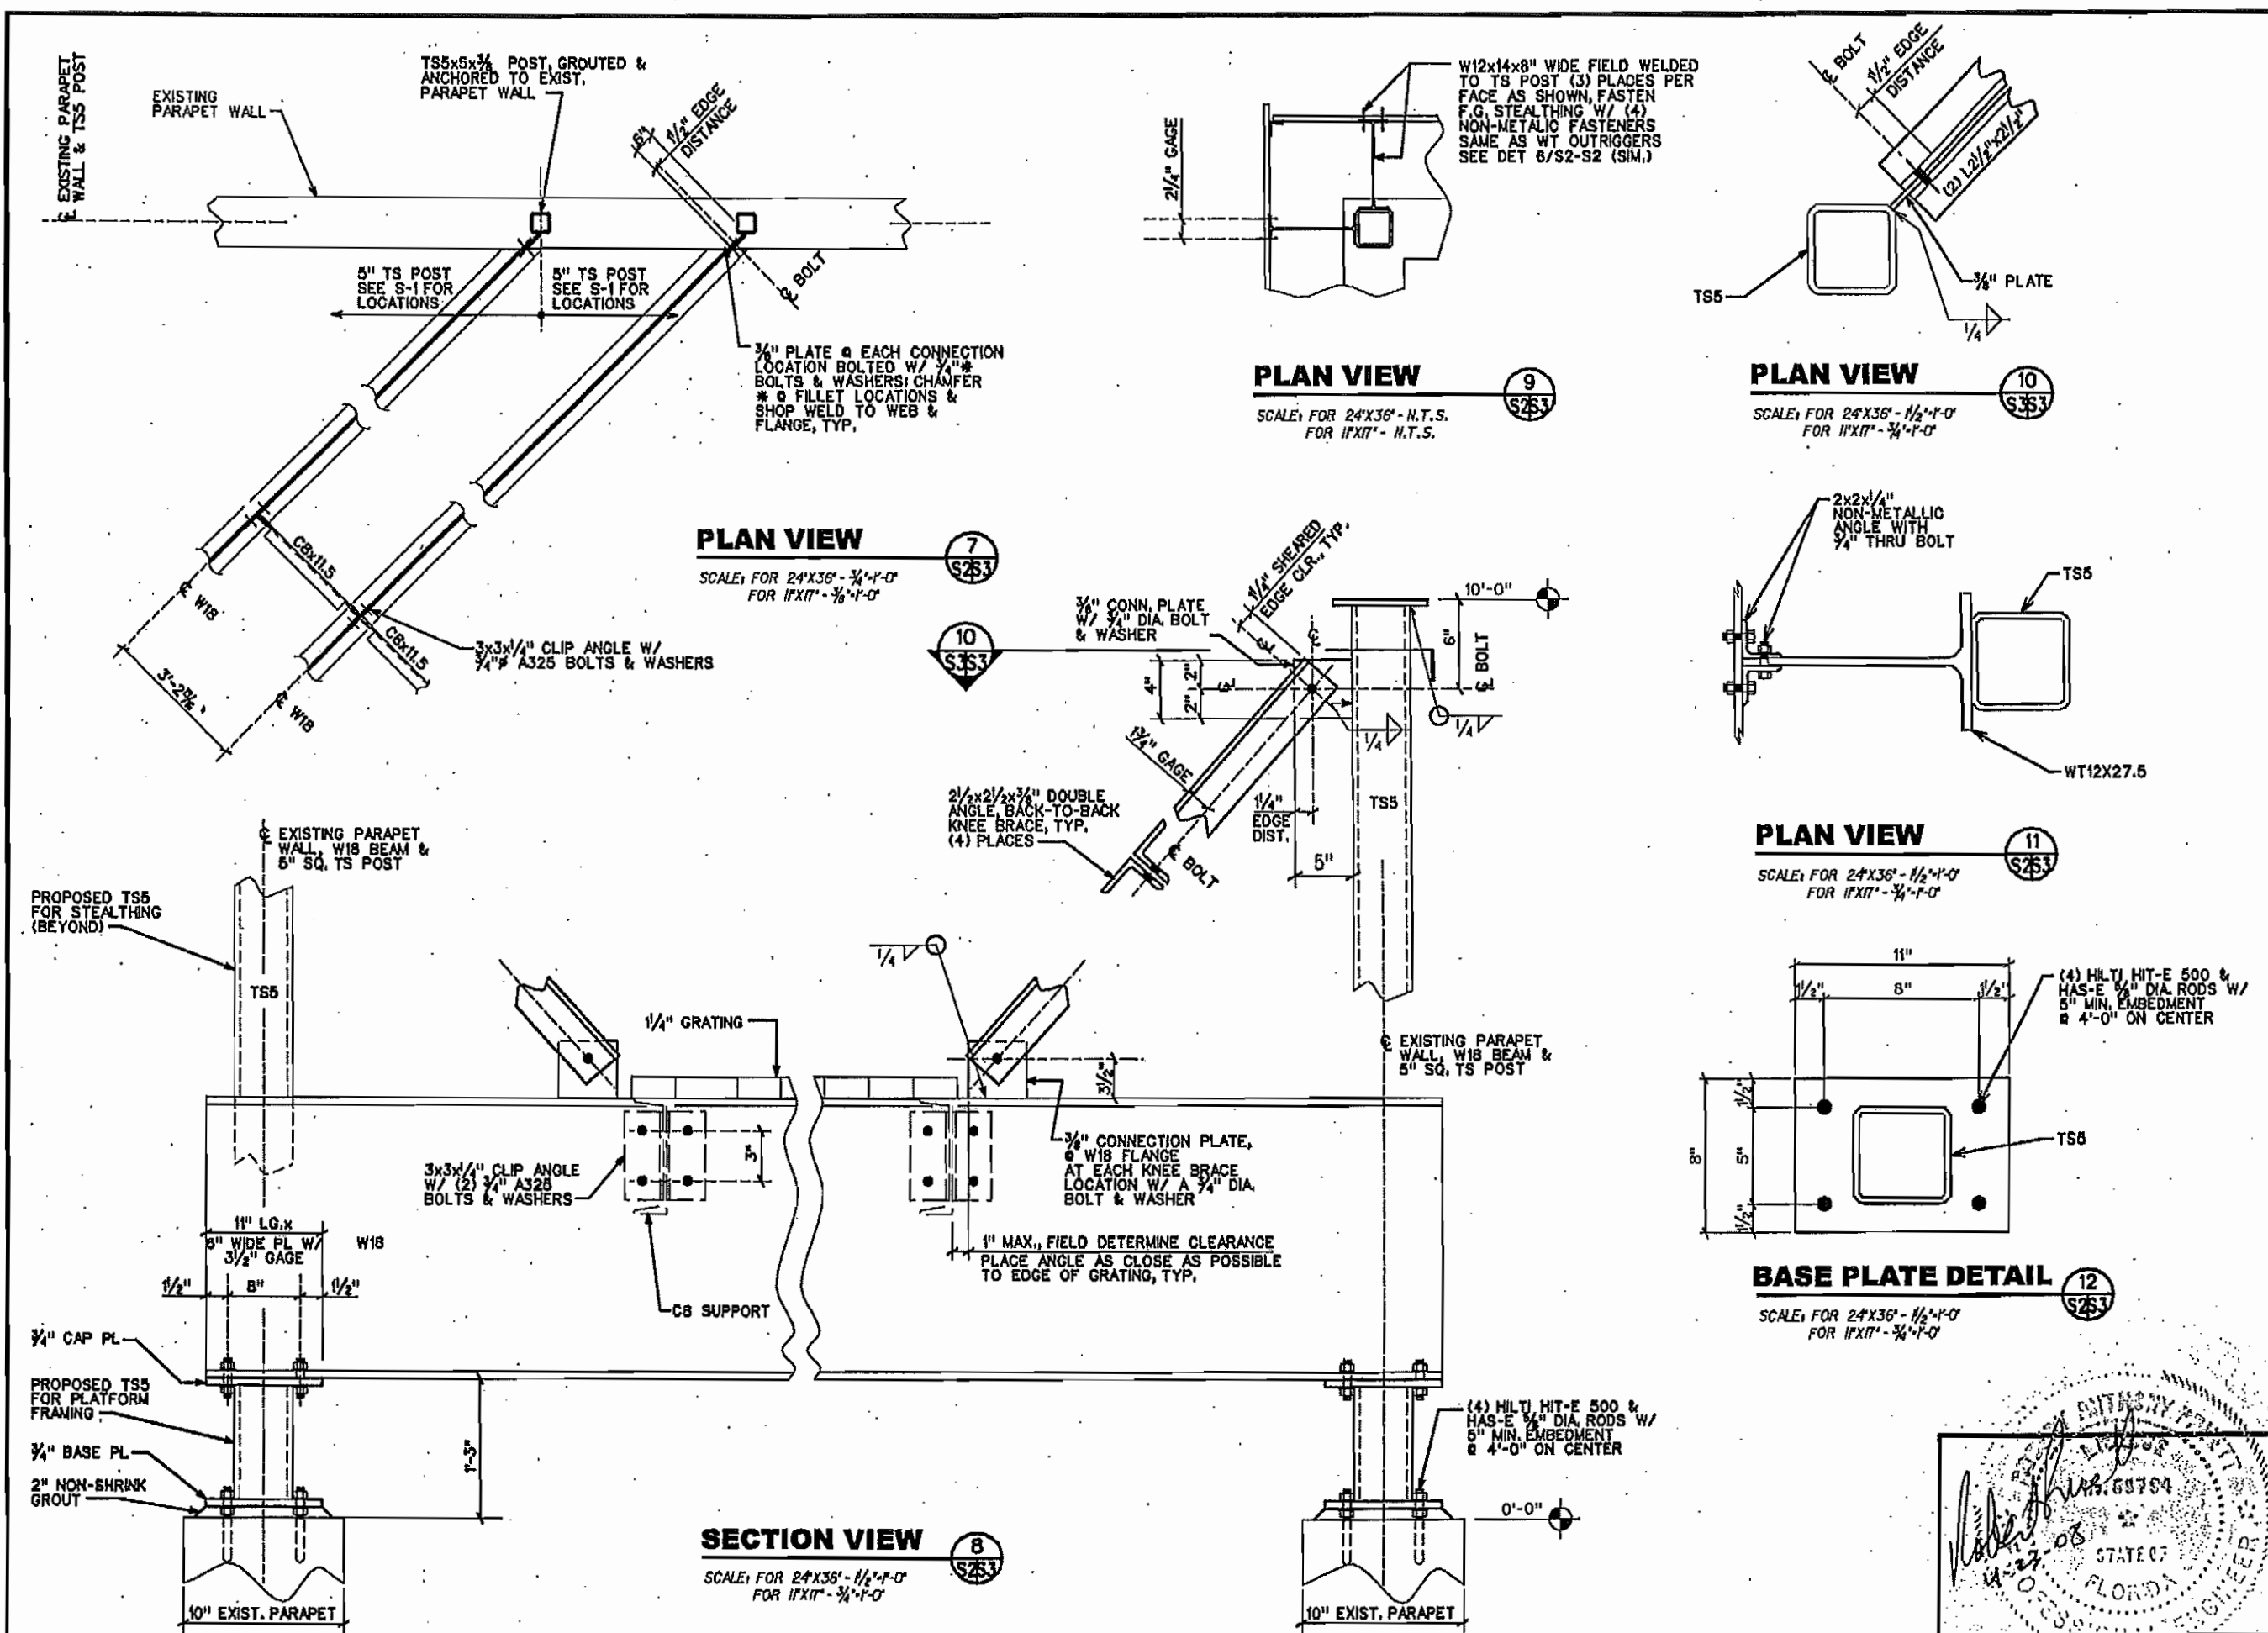 ℄ EXISTING PARAPET
WALL & TS5 POST
EXISTING
PARAPET WALL
TS5x5x3/8 POST, GROUTED &
ANCHORED TO EXIST.
PARAPET WALL
6"
1/2" EDGE
DISTANCE
℄ BOLT
5" TS POST
SEE S-1 FOR
LOCATIONS
5" TS POST
SEE S-1 FOR
LOCATIONS
3/8" PLATE @ EACH CONNECTION
LOCATION BOLTED W/ 3/4"*
BOLTS & WASHERS; CHAMFER
* @ FILLET LOCATIONS &
SHOP WELD TO WEB &
FLANGE, TYP.
C8x11.5
C8x11.5
℄ W18
℄ W18
3x3x1/4" CLIP ANGLE W/
3/4"ø A325 BOLTS & WASHERS
PLAN VIEW
7
S2S3
SCALE: FOR 24"X36" - 3/4"=1'-0"
FOR 11"X17" - 3/8"=1'-0"
W12x14x8" WIDE FIELD WELDED
TO TS POST (3) PLACES PER
FACE AS SHOWN, FASTEN
F.G. STEALTHING W/ (4)
NON-METALIC FASTENERS
SAME AS WT OUTRIGGERS
SEE DET 6/S2-S2 (SIM.)
2 1/4" GAGE
PLAN VIEW
9
S2S3
SCALE: FOR 24"X36" - N.T.S.
FOR 11"X17" - N.T.S.
℄ BOLT
1/2" EDGE
DISTANCE
(2) L2 1/2"x2 1/2"
TS5
3/8" PLATE
1/4
PLAN VIEW
10
S3S3
SCALE: FOR 24"X36" - 1 1/2"=1'-0"
FOR 11"X17" - 3/4"=1'-0"
2x2x1/4"
NON-METALLIC
ANGLE WITH
3/4" THRU BOLT
TS5
WT12X27.5
PLAN VIEW
11
S2S3
SCALE: FOR 24"X36" - 1 1/2"=1'-0"
FOR 11"X17" - 3/4"=1'-0"
1/4" SHEARED
EDGE CLR., TYP.
3/8" CONN. PLATE
W/ 3/4" DIA. BOLT
& WASHER
10
S3S3
10'-0"
6"
℄ BOLT
4"
2"
2"
℄
℄
℄
1 3/4" GAGE
1/4
1/4
2 1/2x2 1/2x3/8" DOUBLE
ANGLE, BACK-TO-BACK
KNEE BRACE, TYP.
(4) PLACES
1 1/4"
EDGE
DIST.
5"
TS5
℄ BOLT
℄ EXISTING PARAPET
WALL, W18 BEAM &
5" SQ. TS POST
PROPOSED TS5
FOR STEALTHING
(BEYOND)
TS5
1/4
1 1/4" GRATING
3 1/2"
℄ EXISTING PARAPET
WALL, W18 BEAM &
5" SQ. TS POST
3x3x1/4" CLIP ANGLE
W/ (2) 3/4" A325
BOLTS & WASHERS
3"
3/8" CONNECTION PLATE,
@ W18 FLANGE
AT EACH KNEE BRACE
LOCATION W/ A 3/4" DIA.
BOLT & WASHER
1" MAX., FIELD DETERMINE CLEARANCE
PLACE ANGLE AS CLOSE AS POSSIBLE
TO EDGE OF GRATING, TYP.
C8 SUPPORT
11" LG.x
WIDE PL W/
3 1/2" GAGE
W18
1 1/2"
8"
1 1/2"
3/4" CAP PL
PROPOSED TS5
FOR PLATFORM
FRAMING
3/4" BASE PL
2" NON-SHRINK
GROUT
1'-3"
(4) HILTI HIT-E 500 &
HAS-E 5/8" DIA. RODS W/
5" MIN. EMBEDMENT
@ 4'-0" ON CENTER
0'-0"
10" EXIST. PARAPET
10" EXIST. PARAPET
SECTION VIEW
8
S2S3
SCALE: FOR 24"X36" - 1 1/2"=1'-0"
FOR 11"X17" - 3/4"=1'-0"
11"
1 1/2"
8"
1 1/2"
(4) HILTI HIT-E 500 &
HAS-E 5/8" DIA. RODS W/
5" MIN. EMBEDMENT
@ 4'-0" ON CENTER
8"
1 1/2"
5"
1 1/2"
TS5
BASE PLATE DETAIL
12
S2S3
SCALE: FOR 24"X36" - 1 1/2"=1'-0"
FOR 11"X17" - 3/4"=1'-0"
ANTHONY
STATE OF
FLORIDA
ENGINEER